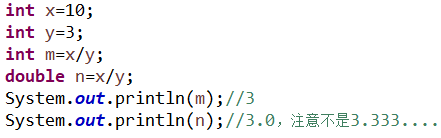 int x=10;
int y=3;
int m=x/y;
double n=x/y;
System.out.println(m);//3
System.out.println(n);//3.0，注意不是3.333....